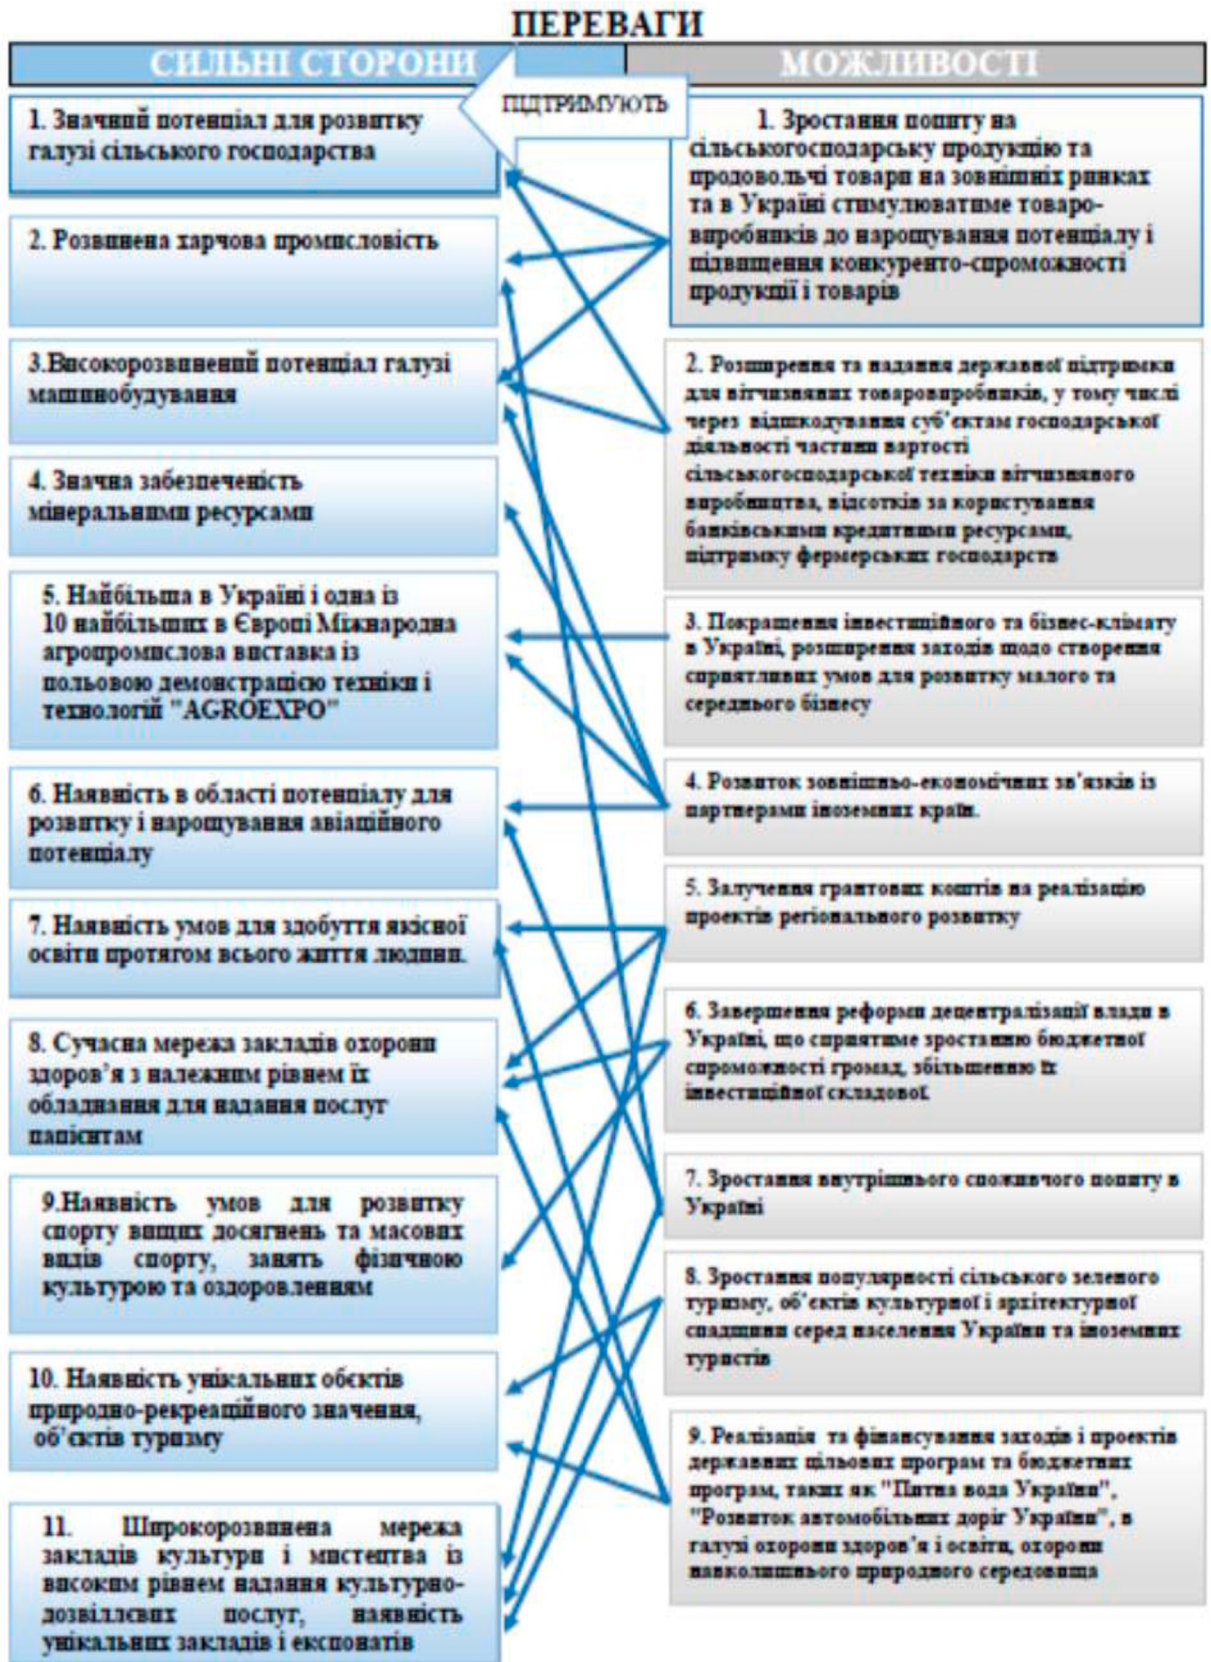 ПЕРЕВАГИ
СИЛЬНІ СТОРОНИ
МОЖЛИВОСТІ
ПІДТРИМУЮТЬ
1. Значний потенціал для розвитку
галузі сільського господарства
2. Розвинена харчова промисловість
3.Високорозвинений потенціал галузі
машинобудування
4. Значна забезпеченість
мінеральними ресурсами
5. Найбільша в Україні і одна із
10 найбільших в Європі Міжнародна
агропромислова виставка із
польовою демонстрацією техніки і
технологій "AGROEXPO"
6. Наявність в області потенціалу для
розвитку і нарощування авіаційного
потенціалу
7. Наявність умов для здобуття якісної
освіти протягом всього життя людини.
8. Сучасна мережа закладів охорони
здоров’я з належним рівнем їх
обладнання для надання послуг
пацієнтам
9.Наявність умов для розвитку
спорту вищих досягнень та масових
видів спорту, занять фізичною
культурою та оздоровленням
10. Наявність унікальних обєктів
природно-рекреаційного значення,
об’єктів туризму
11. Широкорозвинена мережа
закладів культури і мистецтва із
високим рівнем надання культурно-
дозвіллєвих послуг, наявність
унікальних закладів і експонатів
1. Зростання попиту на
сільськогосподарську продукцію та
продовольчі товари на зовнішніх ринках
та в Україні стимулюватиме товаро-
виробників до нарощування потенціалу і
підвищення конкуренто-спроможності
продукції і товарів
2. Розширення та надання державної підтримки
для вітчизняних товаровиробників, у тому числі
через відшкодування суб’єктам господарської
діяльності частини вартості
сільськогосподарської техніки вітчизняного
виробництва, відсотків за користування
банківськими кредитними ресурсами,
підтримку фермерських господарств
3. Покращення інвестиційного та бізнес-клімату
в Україні, розширення заходів щодо створення
сприятливих умов для розвитку малого та
середнього бізнесу
4. Розвиток зовнішньо-економічних зв’язків із
партнерами іноземних країн.
5. Залучення грантових коштів на реалізацію
проектів регіонального розвитку
6. Завершення реформи децентралізації влади в
Україні, що сприятиме зростанню бюджетної
спроможності громад, збільшенню їх
інвестиційної складової.
7. Зростання внутрішнього споживчого попиту в
Україні
8. Зростання популярності сільського зеленого
туризму, об’єктів культурної і архітектурної
спадщини серед населення України та іноземних
туристів
9. Реалізація та фінансування заходів і проектів
державних цільових програм та бюджетних
програм, таких як "Питна вода України",
"Розвиток автомобільних доріг України", в
галузі охорони здоров’я і освіти, охорони
навколишнього природного середовища